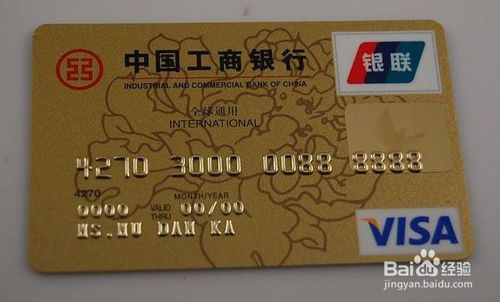 中国工商银行
INDUSTRIAL AND COMMERCIAL BANK OF CHINA
银联
全球通用
INTERNATIONAL
4270 3000 0088 8888
4270
MONTH/YEAR
0000 VALID THRU 00/00
MS.MU DAN KA
VISA
Baidu经验
jingyan.baidu.com